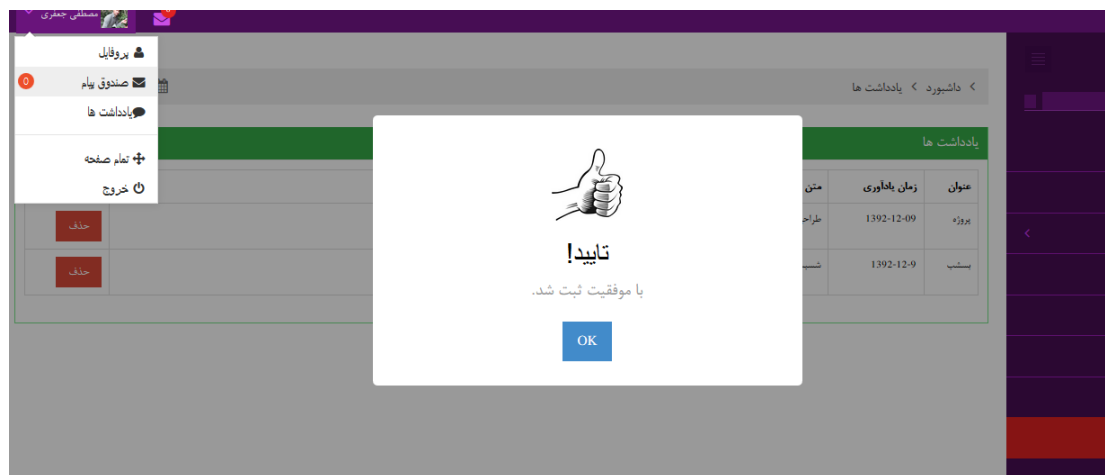 مصطفی جعفری
پروفایل
صندوق پیام
0
یادداشت ها
تمام صفحه
خروج
داشبورد
یادداشت ها
یادداشت ها
عنوان
زمان یادآوری
متن
پروژه
1392-12-09
حذف
1392-12-9
حذف
تایید!
با موفقیت ثبت شد.
OK